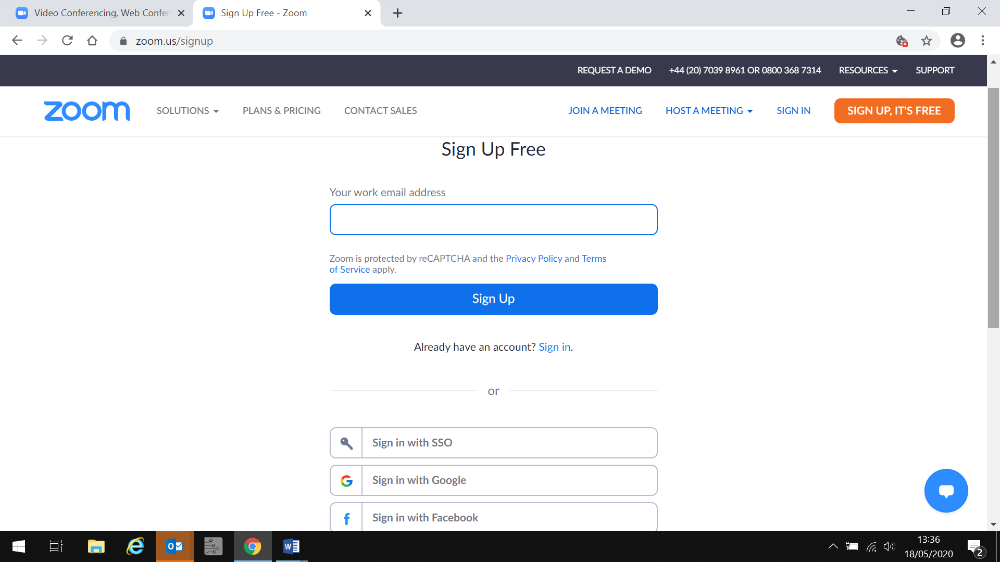 Video Conferencing, Web Confer
Sign Up Free - Zoom
zoom.us/signup
REQUEST A DEMO +44 (20) 7039 8961 OR 0800 368 7314 RESOURCES SUPPORT
zoom SOLUTIONS PLANS & PRICING CONTACT SALES JOIN A MEETING HOST A MEETING SIGN IN SIGN UP, IT'S FREE
Sign Up Free
Your work email address
Zoom is protected by reCAPTCHA and the Privacy Policy and Terms
of Service apply.
Sign Up
Already have an account? Sign in.
or
Sign in with SSO
Sign in with Google
Sign in with Facebook
13:36
18/05/2020
2